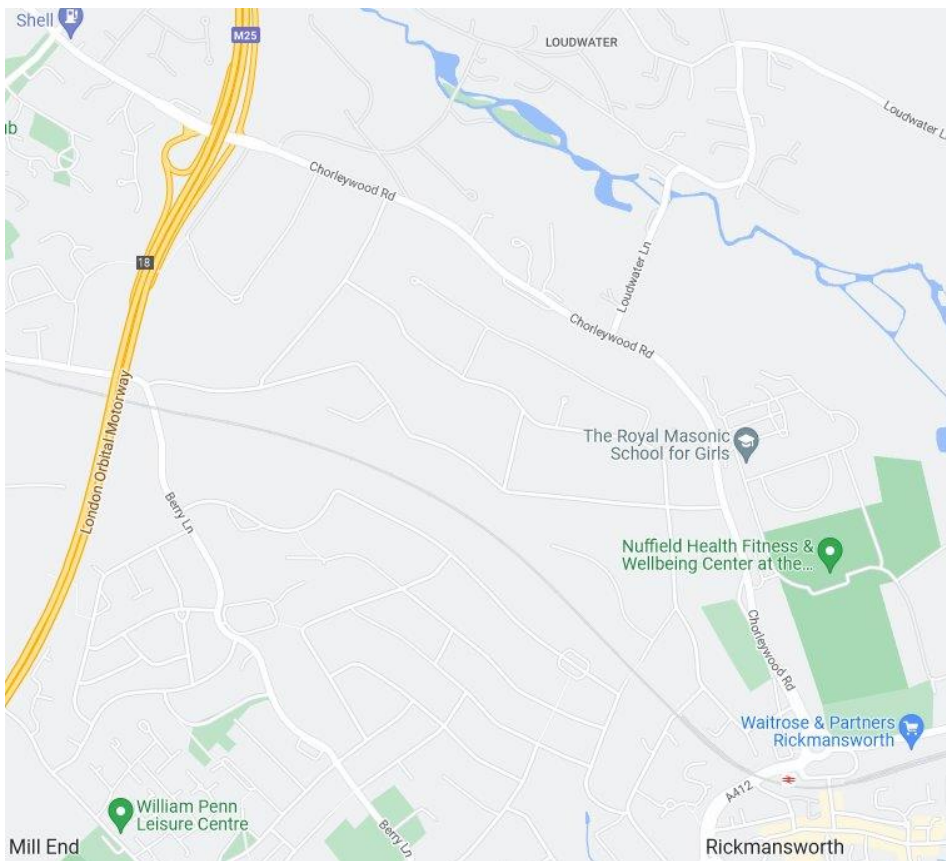 Shell
M25
LOUDWATER
Loudwater L
ub
Chorleywood Rd
18
Loudwater Ln
Chorleywood Rd
London Orbital Motorway
The Royal Masonic
School for Girls
Berry Ln
Nuffield Health Fitness &
Wellbeing Center at the...
Chorleywood Rd
Waitrose & Partners
Rickmansworth
A412
William Penn
Leisure Centre
Berry Ln
Mill End
Rickmansworth